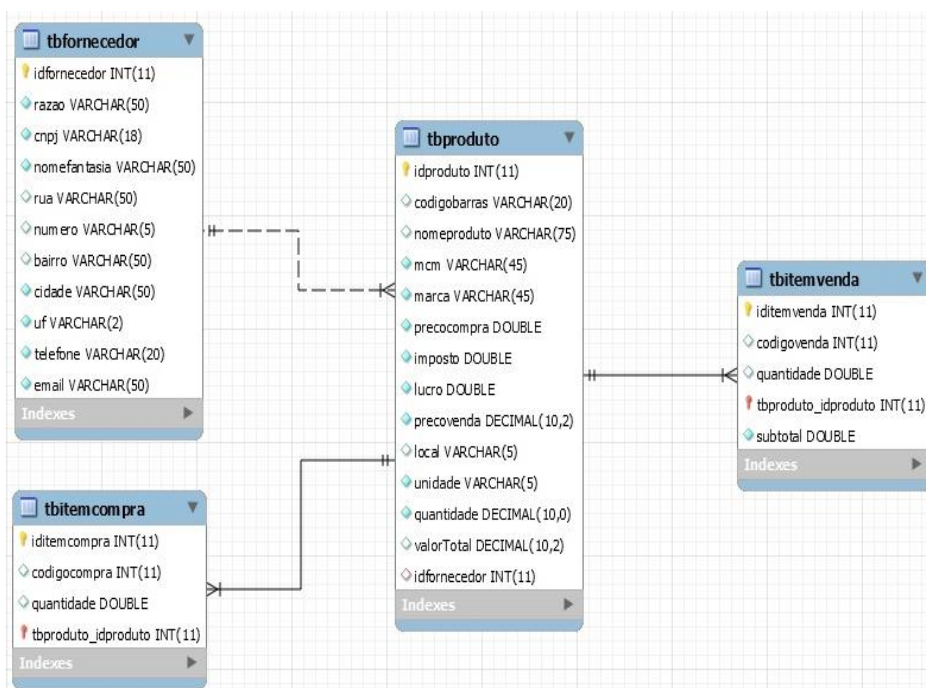 tbfornecedor
idfornecedor INT(11)
razao VARCHAR(50)
cnpj VARCHAR(18)
nomefantasia VARCHAR(50)
rua VARCHAR(50)
numero VARCHAR(5)
bairro VARCHAR(50)
cidade VARCHAR(50)
uf VARCHAR(2)
telefone VARCHAR(20)
email VARCHAR(50)
Indexes
tbproduto
idproduto INT(11)
codigobarras VARCHAR(20)
nomeproduto VARCHAR(75)
mcm VARCHAR(45)
marca VARCHAR(45)
precocompra DOUBLE
imposto DOUBLE
lucro DOUBLE
precovenda DECIMAL(10,2)
local VARCHAR(5)
unidade VARCHAR(5)
quantidade DECIMAL(10,0)
valorTotal DECIMAL(10,2)
idfornecedor INT(11)
Indexes
tbitemvenda
iditemvenda INT(11)
codigovenda INT(11)
quantidade DOUBLE
tbproduto_idproduto INT(11)
subtotal DOUBLE
Indexes
tbitemcompra
iditemcompra INT(11)
codigocompra INT(11)
quantidade DOUBLE
tbproduto_idproduto INT(11)
Indexes